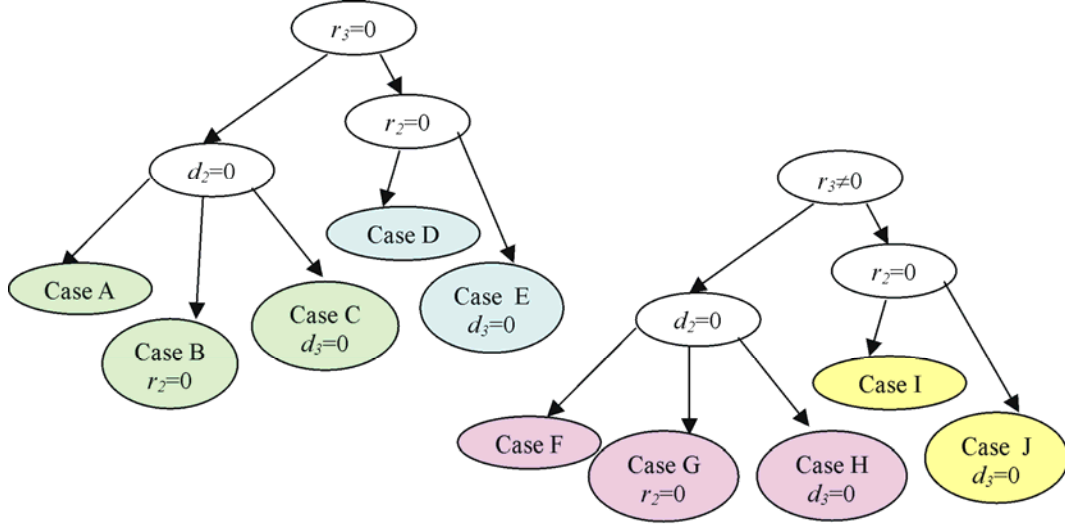 r₃=0
r₂=0
d₂=0
Case D
Case A
Case B
r₂=0
Case C
d₃=0
Case E
d₃=0
r₃≠0
r₂=0
d₂=0
Case I
Case F
Case G
r₂=0
Case H
d₃=0
Case J
d₃=0